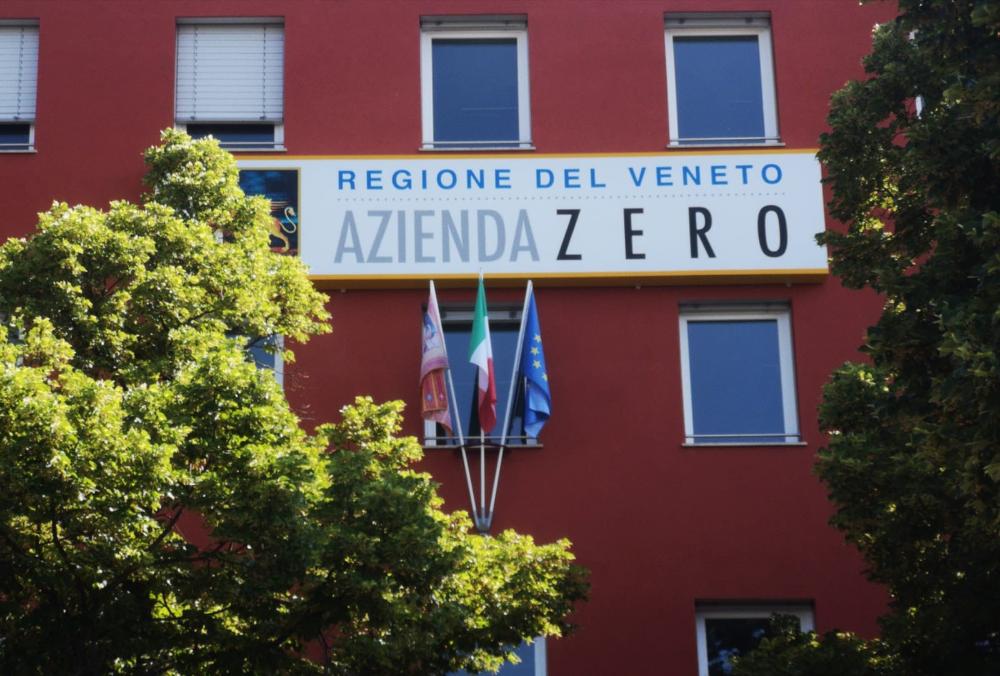 REGIONE DEL VENETO
AZIENDA ZERO